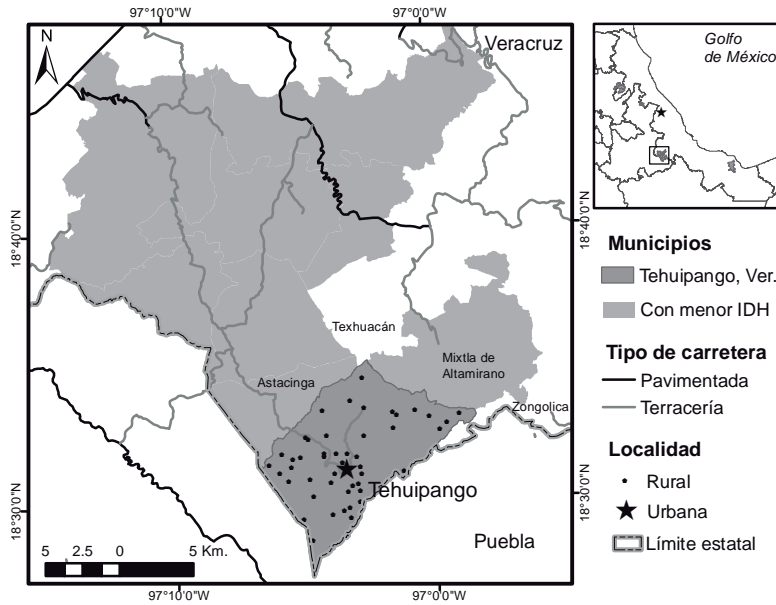 97°10'0"W
97°0'0"W
N
Veracruz
Golfo
de México
18°40'0"N
18°40'0"N
Texhuacán
Mixtla de
Altamirano
Astacinga
Zongolica
Tehuipango
18°30'0"N
18°30'0"N
Puebla
5 2.5 0 5 Km.
97°10'0"W
97°0'0"W
Municipios
Tehuipango, Ver.
Con menor IDH
Tipo de carretera
Pavimentada
Terracería
Localidad
Rural
Urbana
Límite estatal